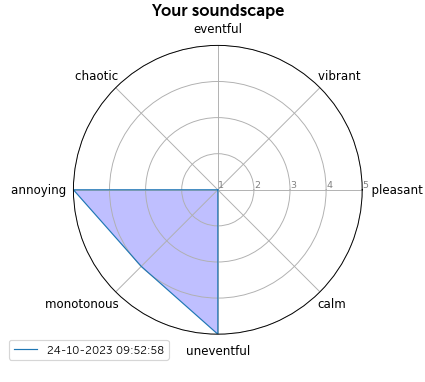 Your soundscape
eventful
chaotic
vibrant
annoying
1 2 3 4 5
pleasant
monotonous
calm
uneventful
24-10-2023 09:52:58